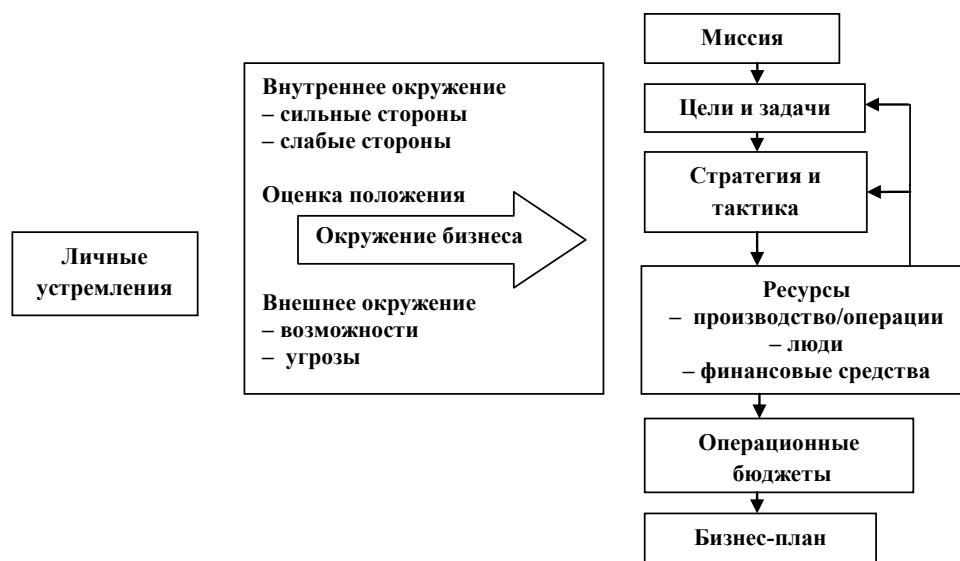 Личные
устремления
Внутреннее окружение
– сильные стороны
– слабые стороны
Оценка положения
Окружение бизнеса
Внешнее окружение
– возможности
– угрозы
Миссия
Цели и задачи
Стратегия и
тактика
Ресурсы
– производство/операции
– люди
– финансовые средства
Операционные
бюджеты
Бизнес-план